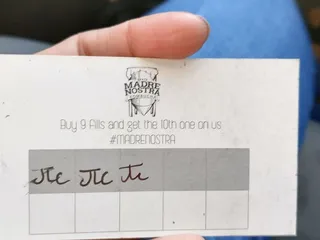 MADRE
NOSTRA
Buy 9 fills and get the 10th one on us
#MADRENOSTRA